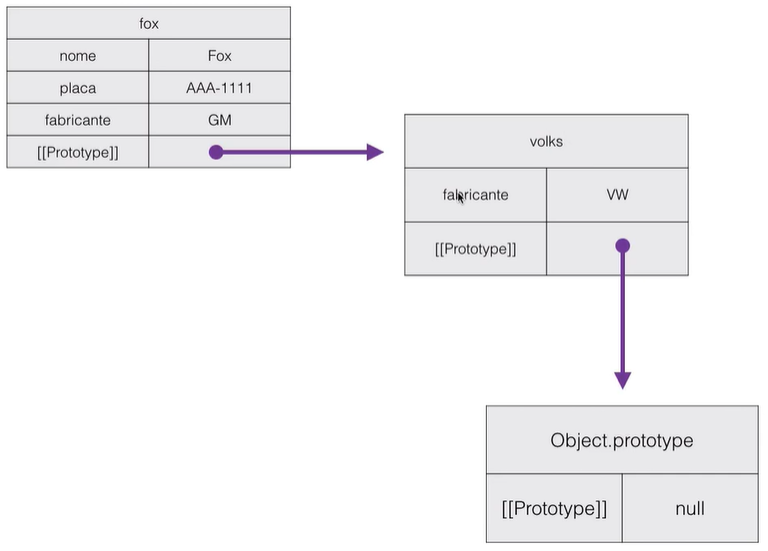 fox
nome Fox
placa AAA-1111
fabricante GM
[[Prototype]]
volks
fabricante VW
[[Prototype]]
Object.prototype
[[Prototype]] null